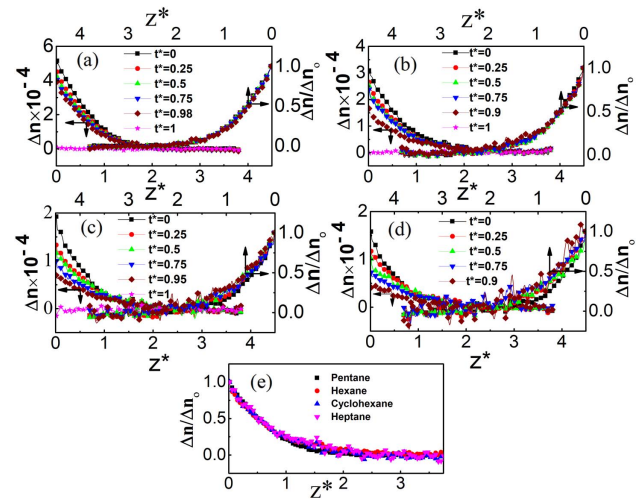 Z*
Z*
4 3 2 1 0
4 3 2 1 0
(a)
t*=0
t*=0.25
t*=0.5
t*=0.75
t*=0.98
t*=1
Δn×10⁻⁴
6
4
2
0
Δn/Δn₀
1.0
0.5
0.0
0 1 2 3 4
Z*
(b)
t*=0
t*=0.25
t*=0.5
t*=0.75
t*=0.9
t*=1
Δn×10⁻⁴
4
3
2
1
0
Δn/Δn₀
1.0
0.5
0.0
0 1 2 3 4
Z*
4 3 2 1 0
4 3 2 1 0
(c)
t*=0
t*=0.25
t*=0.5
t*=0.75
t*=0.95
t*=1
Δn×10⁻⁴
2
1
0
Δn/Δn₀
1.0
0.5
0.0
0 1 2 3 4
Z*
(d)
t*=0
t*=0.25
t*=0.5
t*=0.75
t*=0.9
Δn×10⁻⁴
2
1
0
Δn/Δn₀
1.0
0.5
0.0
0 1 2 3 4
Z*
(e)
Pentane
Hexane
Cyclohexane
Heptane
Δn/Δn₀
1.0
0.5
0.0
0 1 2 3
Z*